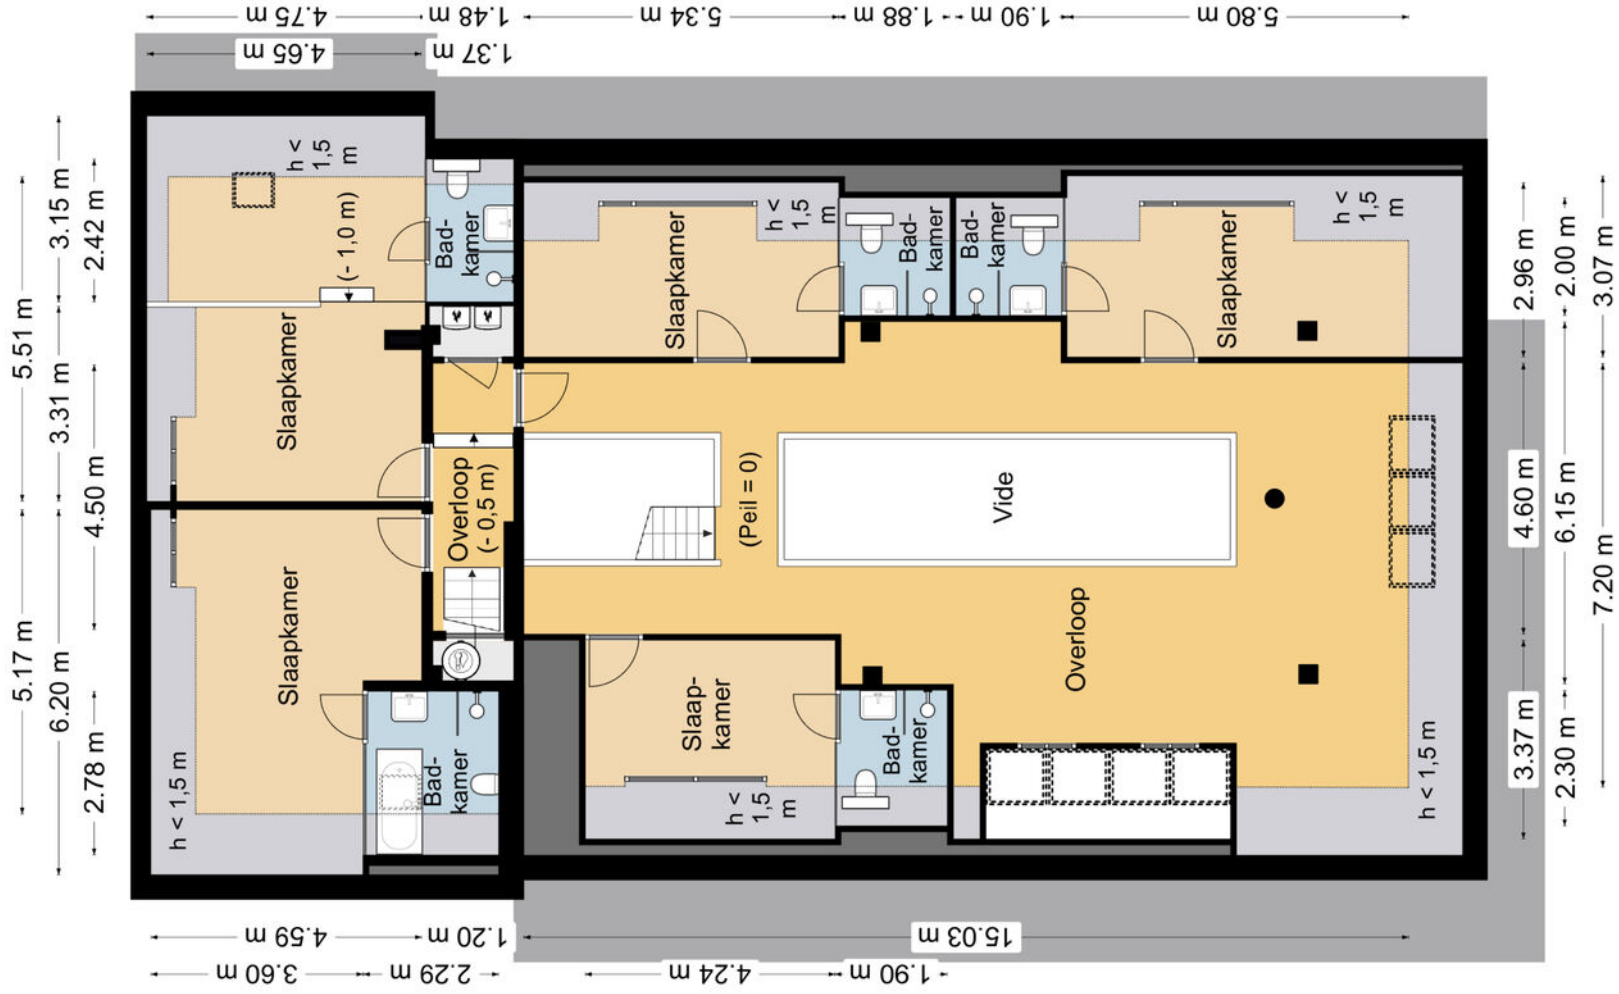 4.75 m
1.48 m
5.34 m
1.88 m
1.90 m
5.80 m
4.65 m
1.37 m
5.51 m
3.15 m
2.42 m
3.31 m
4.50 m
5.17 m
6.20 m
2.78 m
h <
1,5
m
(- 1,0 m)
Bad-
kamer
Slaapkamer
h <
1,5
m
Bad-
kamer
Bad-
kamer
Slaapkamer
h <
1,5
m
Slaapkamer
Overloop
(- 0,5 m)
(Peil = 0)
Vide
Slaapkamer
Bad-
kamer
h < 1,5 m
Slaap-
kamer
h <
1,5
m
Bad-
kamer
Overloop
h < 1,5 m
2.96 m
2.00 m
3.07 m
4.60 m
6.15 m
7.20 m
3.37 m
2.30 m
4.59 m
1.20 m
15.03 m
3.60 m
2.29 m
4.24 m
1.90 m